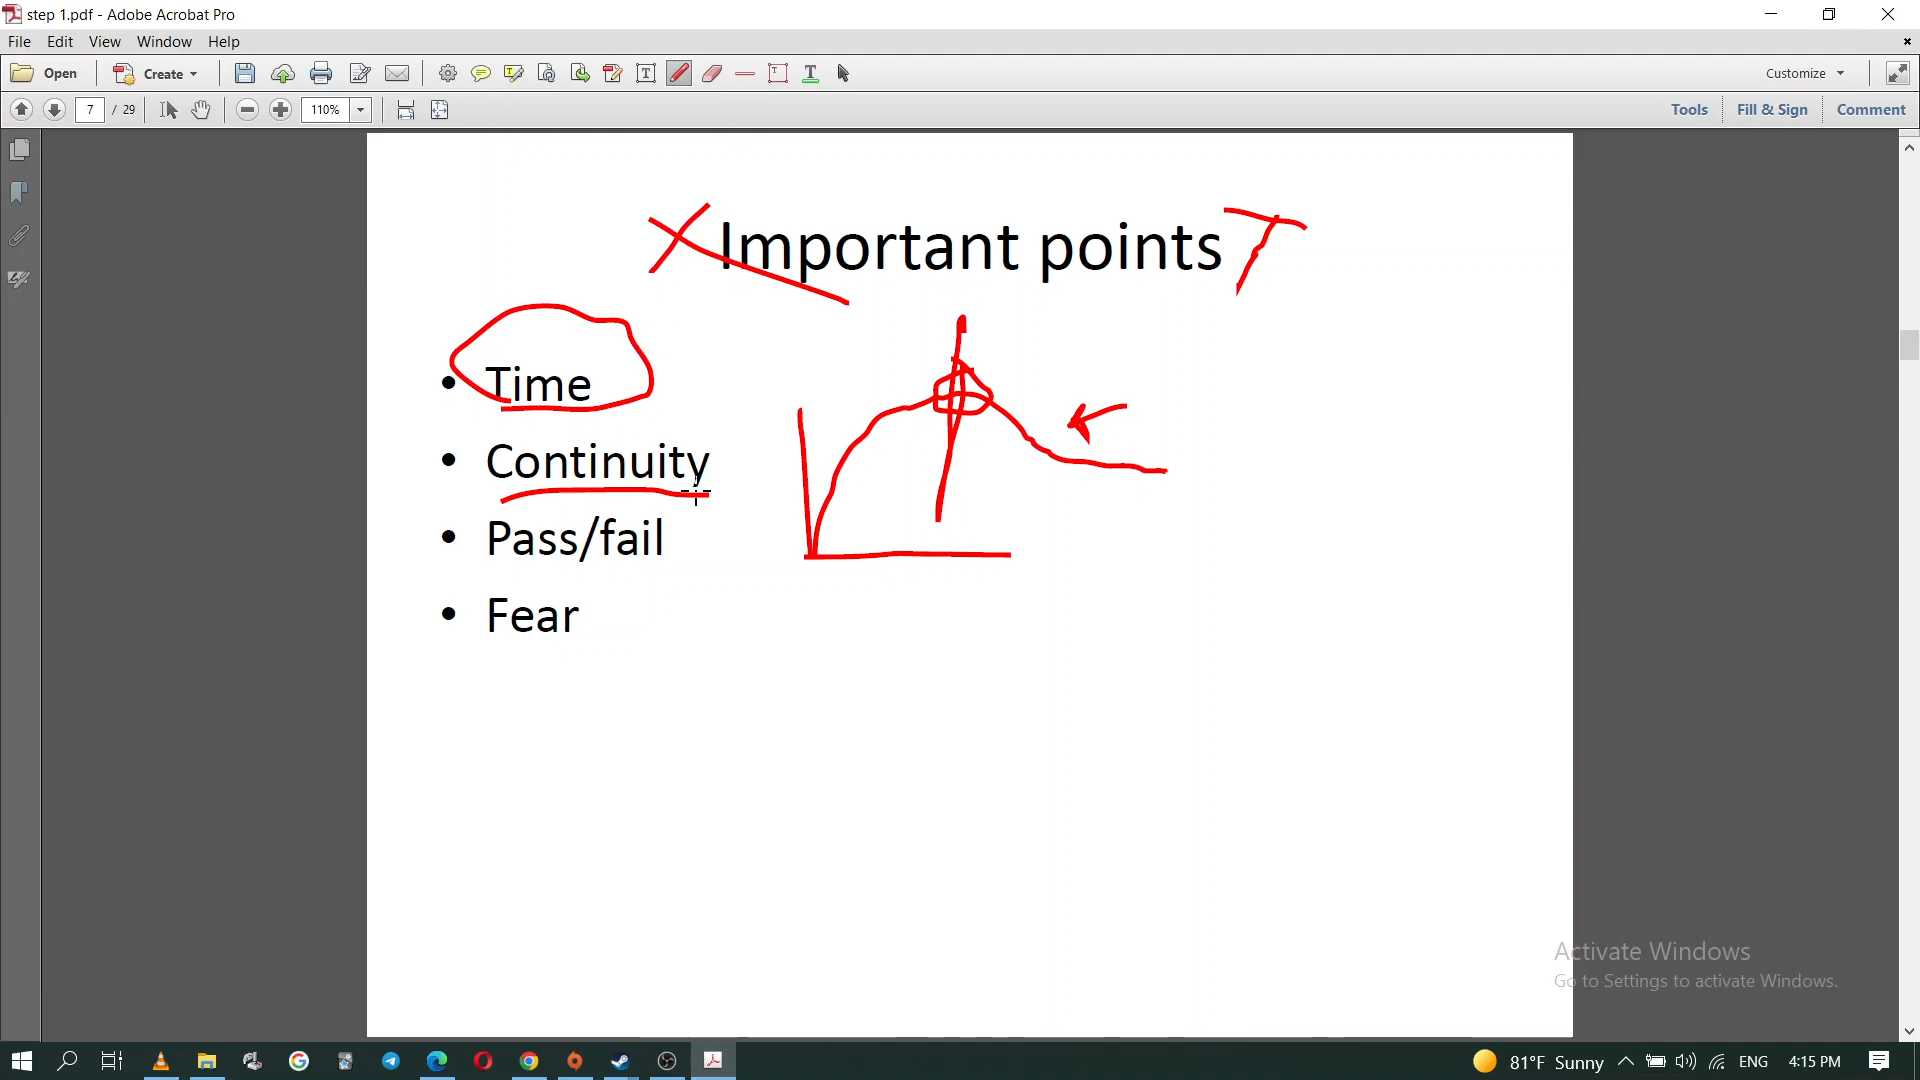 step 1.pdf - Adobe Acrobat Pro
File Edit View Window Help
Open Create Customize
7 / 29 110% Tools Fill & Sign Comment
X Important points T
• Time
• Continuity
• Pass/fail
• Fear
Activate Windows
Go to Settings to activate Windows.
81°F Sunny ENG 4:15 PM